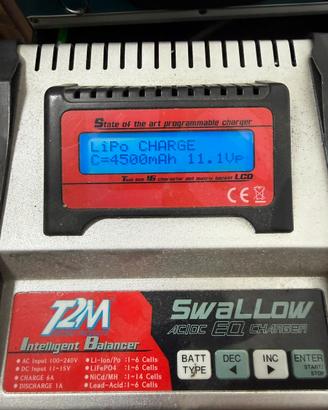 State of the art programmable charger
LiPo CHARGE
C=4500mAh 11.1Vp
Two row 16 character dot matrix backlit LCD
CE
T2M
Intelligent Balancer
• AC Input 100~240V
• DC Input 11-15V
• CHARGE 6A
• DISCHARGE 1A
• Li-Ion/Po :1-6 Cells
• LiFePO4 :1-6 Cells
• NiCd/MH :1-14 Cells
• Lead-Acid:1-6 Cells
SWaLLOW
AC|DC EQ CHARGER
BATT TYPE
DEC
INC
ENTER
START/
STOP